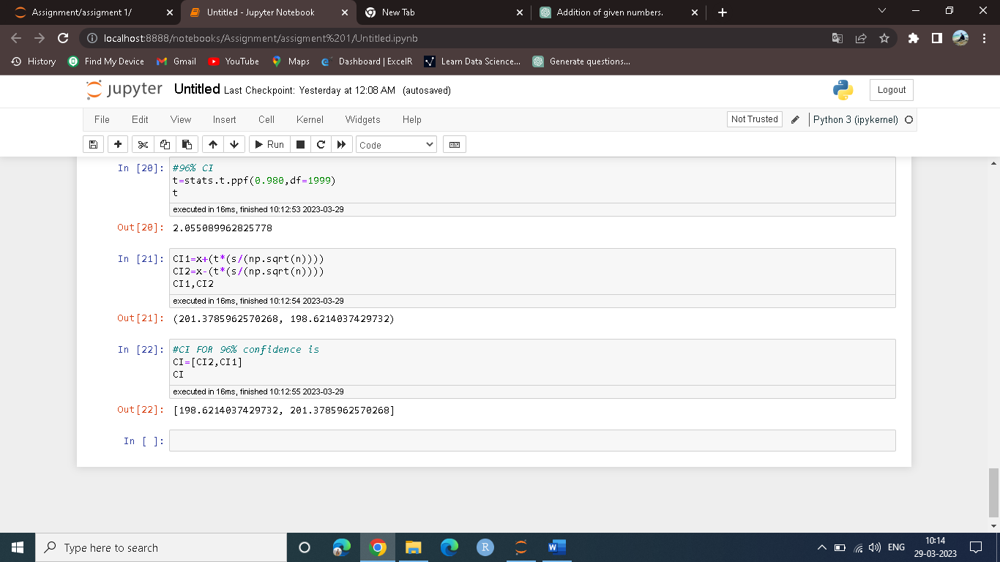 Assignment/assigment 1/
Untitled - Jupyter Notebook
New Tab
Addition of given numbers.
localhost:8888/notebooks/Assignment/assigment%201/Untitled.ipynb
History
Find My Device
Gmail
YouTube
Maps
Dashboard | ExcelR
Learn Data Science...
Generate questions...
jupyter Untitled Last Checkpoint: Yesterday at 12:08 AM (autosaved)
Logout
File Edit View Insert Cell Kernel Widgets Help
Not Trusted
Python 3 (ipykernel)
Run
Code
In [20]: #96% CI
t=stats.t.ppf(0.980,df=1999)
t
executed in 16ms, finished 10:12:53 2023-03-29
Out[20]: 2.055089962825778
In [21]: CI1=x+(t*(s/(np.sqrt(n))))
CI2=x-(t*(s/(np.sqrt(n))))
CI1,CI2
executed in 16ms, finished 10:12:54 2023-03-29
Out[21]: (201.3785962570268, 198.6214037429732)
In [22]: #CI FOR 96% confidence is
CI=[CI2,CI1]
CI
executed in 16ms, finished 10:12:55 2023-03-29
Out[22]: [198.6214037429732, 201.3785962570268]
In [ ]:
Type here to search
R
W
ENG
10:14
29-03-2023